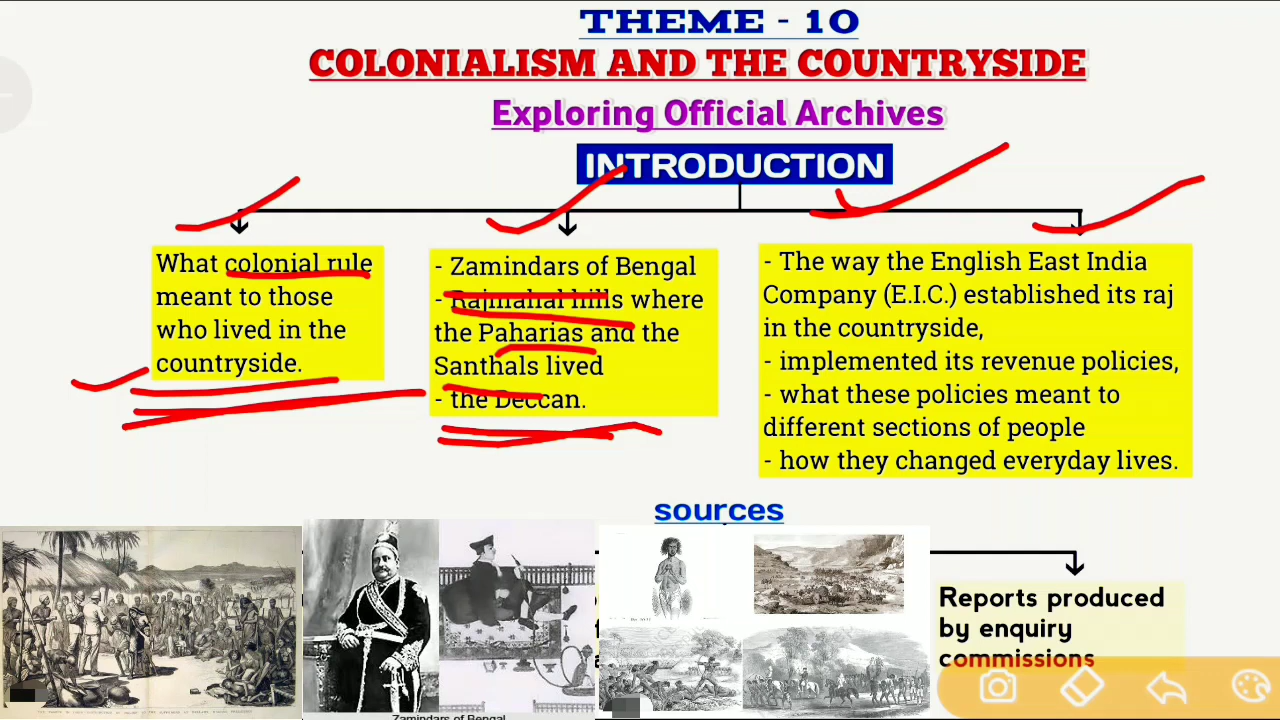 THEME - 10
COLONIALISM AND THE COUNTRYSIDE
Exploring Official Archives
INTRODUCTION
What colonial rule
meant to those
who lived in the
countryside.
- Zamindars of Bengal
- Rajmahal hills where
the Paharias and the
Santhals lived
- the Deccan.
- The way the English East India
Company (E.I.C.) established its raj
in the countryside,
- implemented its revenue policies,
- what these policies meant to
different sections of people
- how they changed everyday lives.
sources
Reports produced
by enquiry
commissions
Zamindars of Bengal